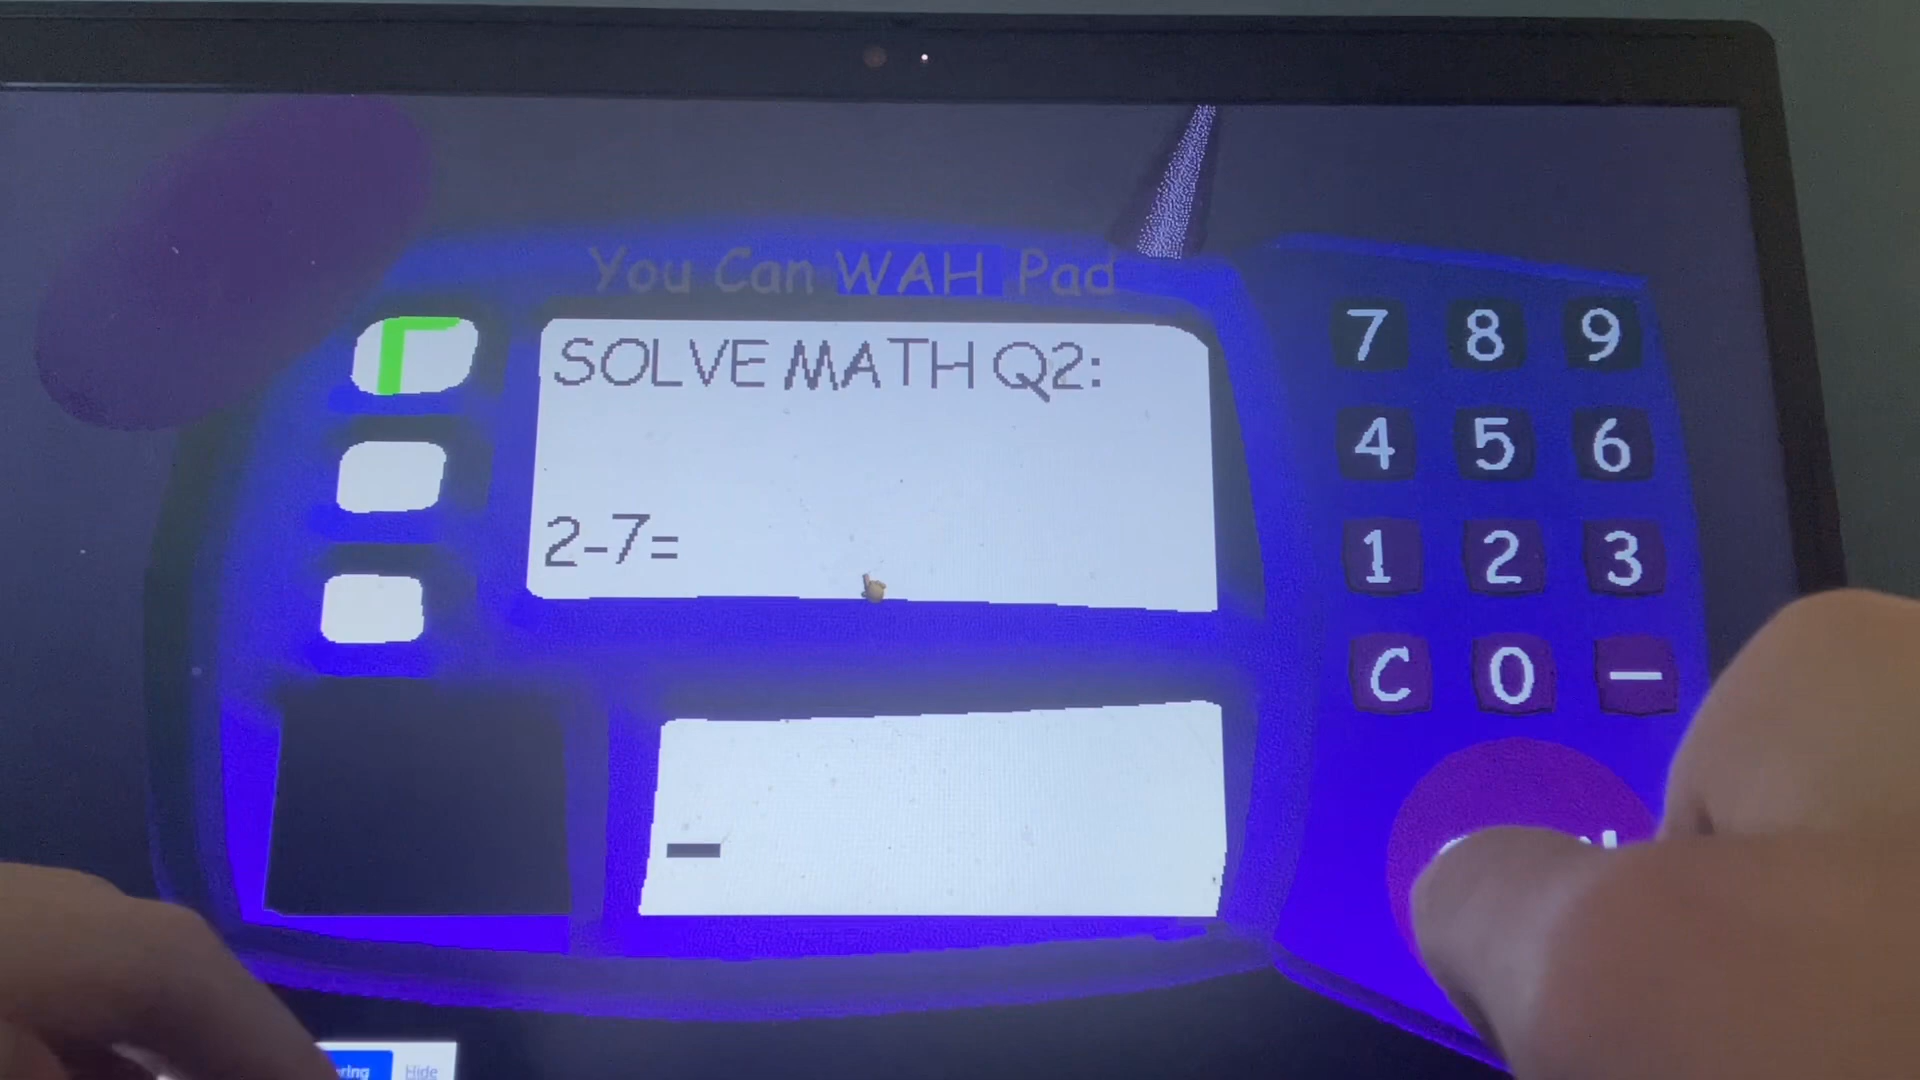 You Can WAH Pad
SOLVE MATH Q2:
2-7=
-
7 8 9
4 5 6
1 2 3
C 0 -
Hide